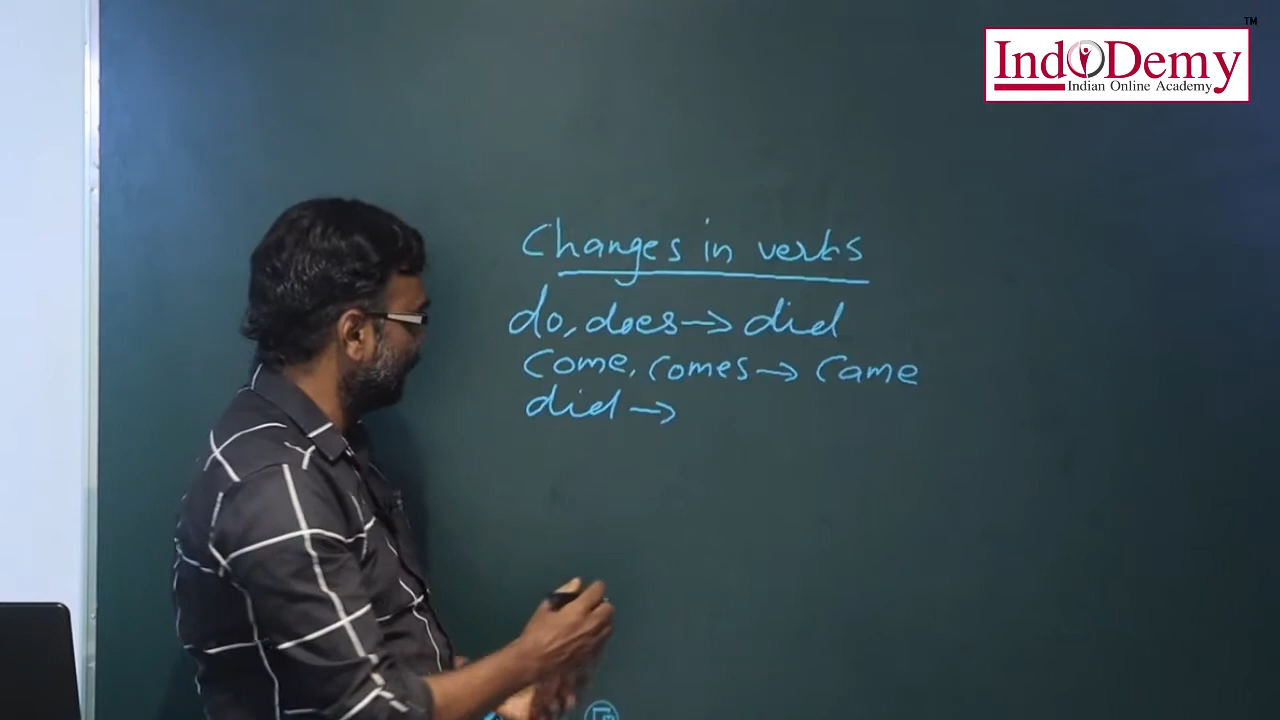 TM
IndoDemy
Indian Online Academy
Changes in verbs
do, does → did
Come, comes → Came
did →